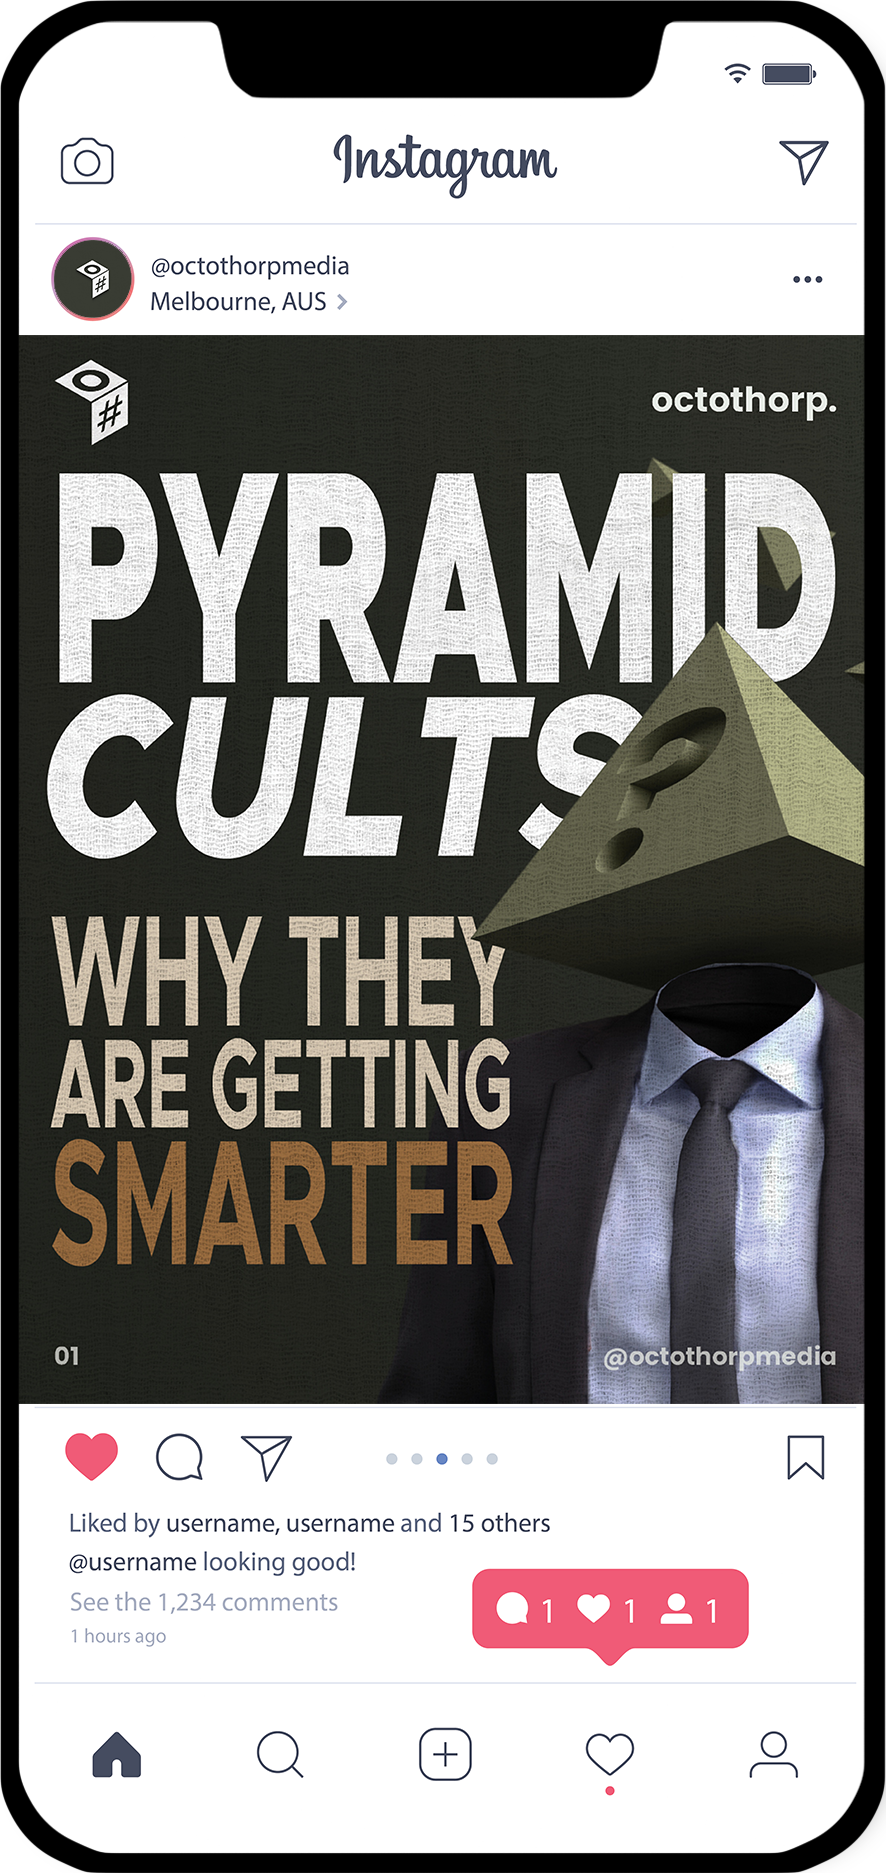 Instagram
@octothorpmedia
Melbourne, AUS >
#
octothorp.
PYRAMID
CULTS
?
WHY THEY
ARE GETTING
SMARTER
01
@octothorpmedia
Liked by username, username and 15 others
@username looking good!
See the 1,234 comments
1 hours ago
1 1 1